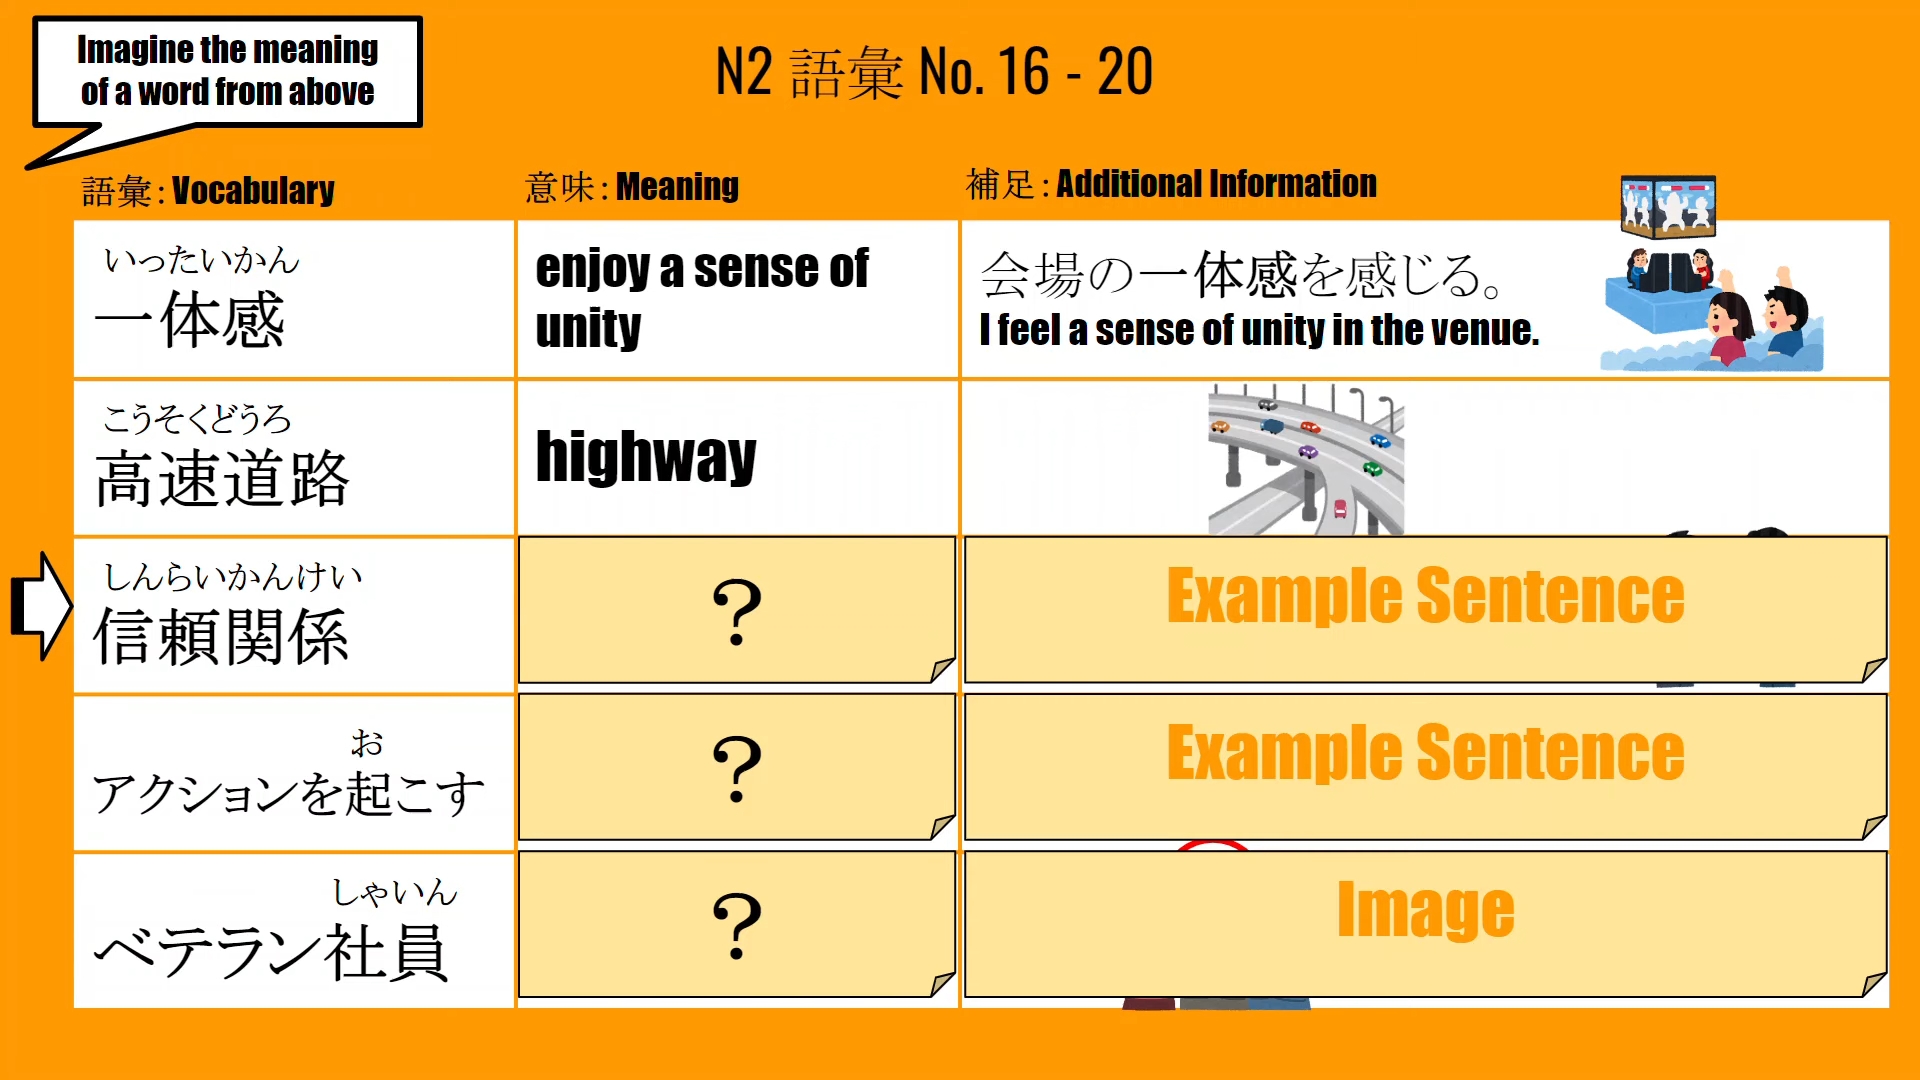 Imagine the meaning
of a word from above
N2 語彙 No. 16 - 20
語彙 : Vocabulary
意味 : Meaning
補足 : Additional Information
いったいかん
一体感
enjoy a sense of
unity
会場の一体感を感じる。
I feel a sense of unity in the venue.
こうそくどうろ
高速道路
highway
しんらいかんけい
信頼関係
?
Example Sentence
お
アクションを起こす
?
Example Sentence
しゃいん
ベテラン社員
?
Image